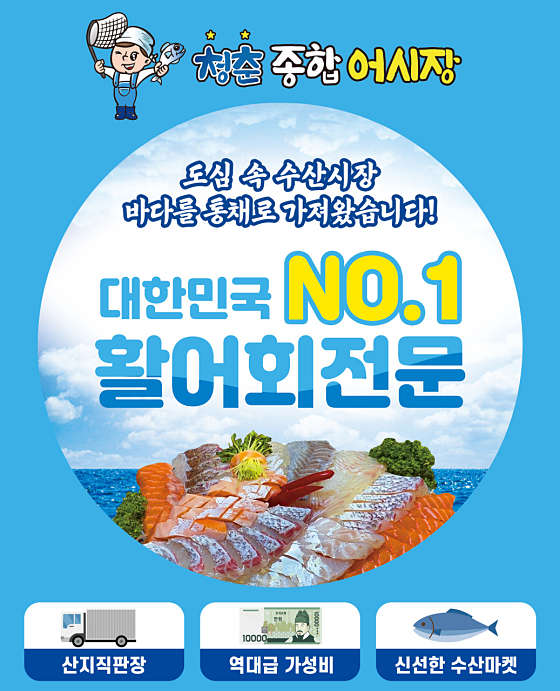 청춘 종합 어시장
도심 속 수산시장
바다를 통채로 가져왔습니다!
대한민국 NO.1
활어회전문
10000
산지직판장
역대급 가성비
신선한 수산마켓